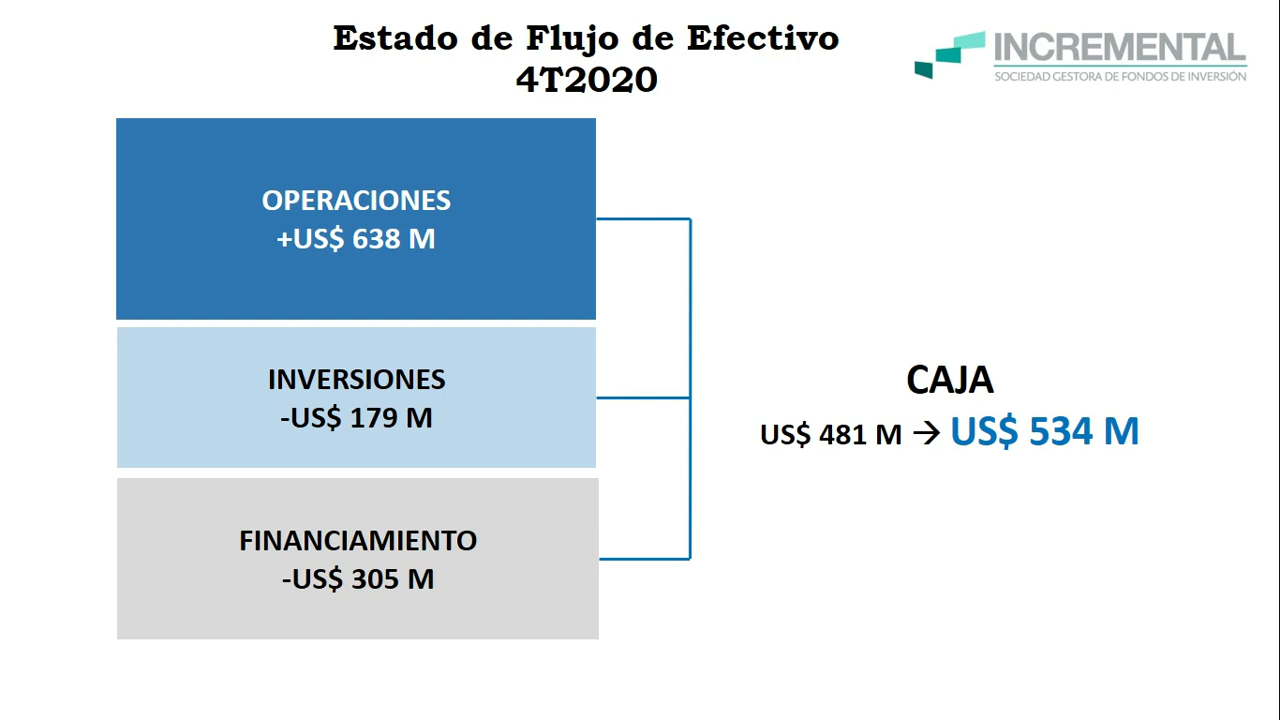 Estado de Flujo de Efectivo
4T2020
INCREMENTAL
SOCIEDAD GESTORA DE FONDOS DE INVERSIÓN
OPERACIONES
+US$ 638 M
INVERSIONES
-US$ 179 M
FINANCIAMIENTO
-US$ 305 M
CAJA
US$ 481 M → US$ 534 M